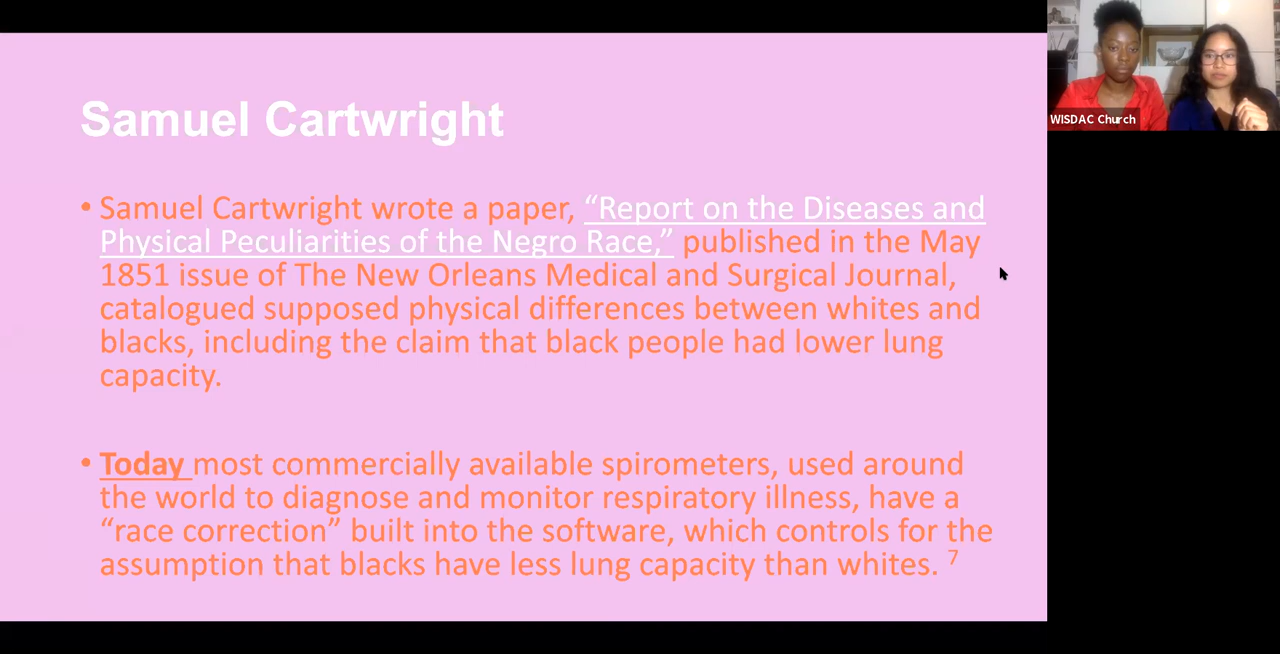 Samuel Cartwright
• Samuel Cartwright wrote a paper, “Report on the Diseases and
Physical Peculiarities of the Negro Race,” published in the May
1851 issue of The New Orleans Medical and Surgical Journal,
catalogued supposed physical differences between whites and
blacks, including the claim that black people had lower lung
capacity.
• Today most commercially available spirometers, used around
the world to diagnose and monitor respiratory illness, have a
“race correction” built into the software, which controls for the
assumption that blacks have less lung capacity than whites. 7
WISDAC Church